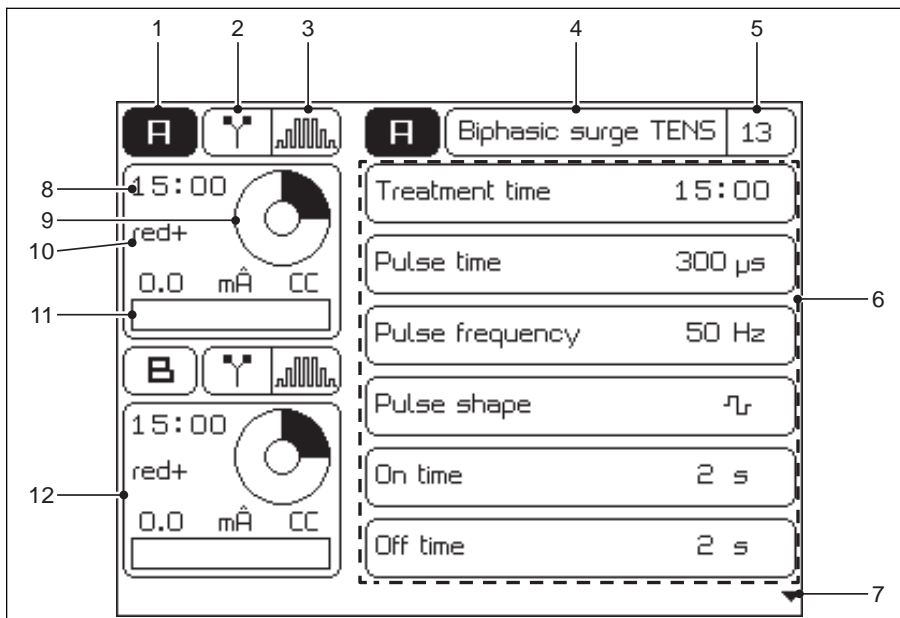 1 2 3 4 5
A A Biphasic surge TENS 13
8 15:00
9
10 red+
0.0 mÂ CC
11
B
15:00
red+
12
0.0 mÂ CC
Treatment time 15:00
Pulse time 300 µs
6
Pulse frequency 50 Hz
Pulse shape
On time 2 s
Off time 2 s
7